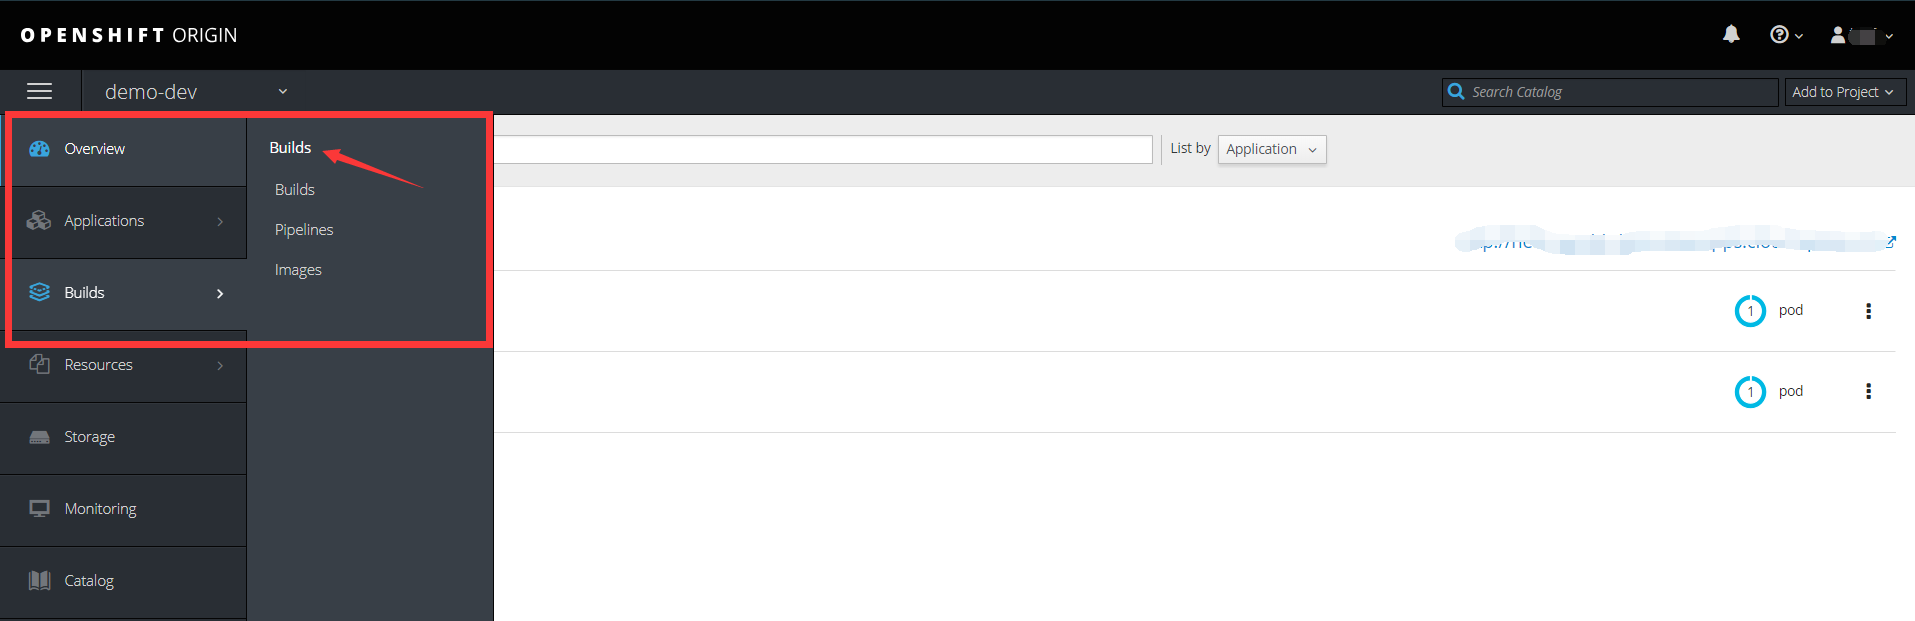 OPENSHIFT ORIGIN
demo-dev
Search Catalog
Add to Project
Overview
Applications
Builds
Resources
Storage
Monitoring
Catalog
Builds
Builds
Pipelines
Images
List by
Application
1 pod
1 pod